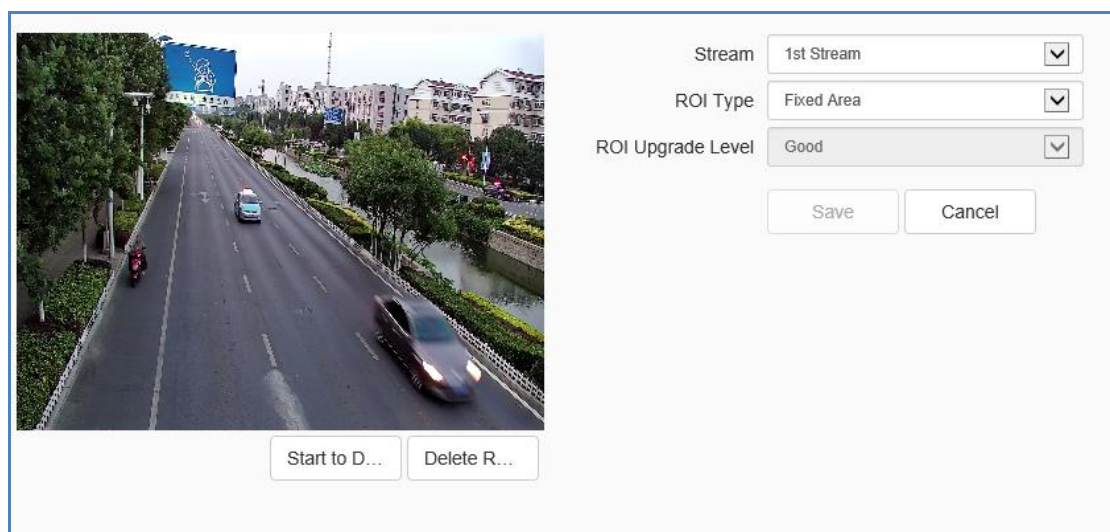 Stream
1st Stream
ROI Type
Fixed Area
ROI Upgrade Level
Good
Save
Cancel
Start to D...
Delete R...